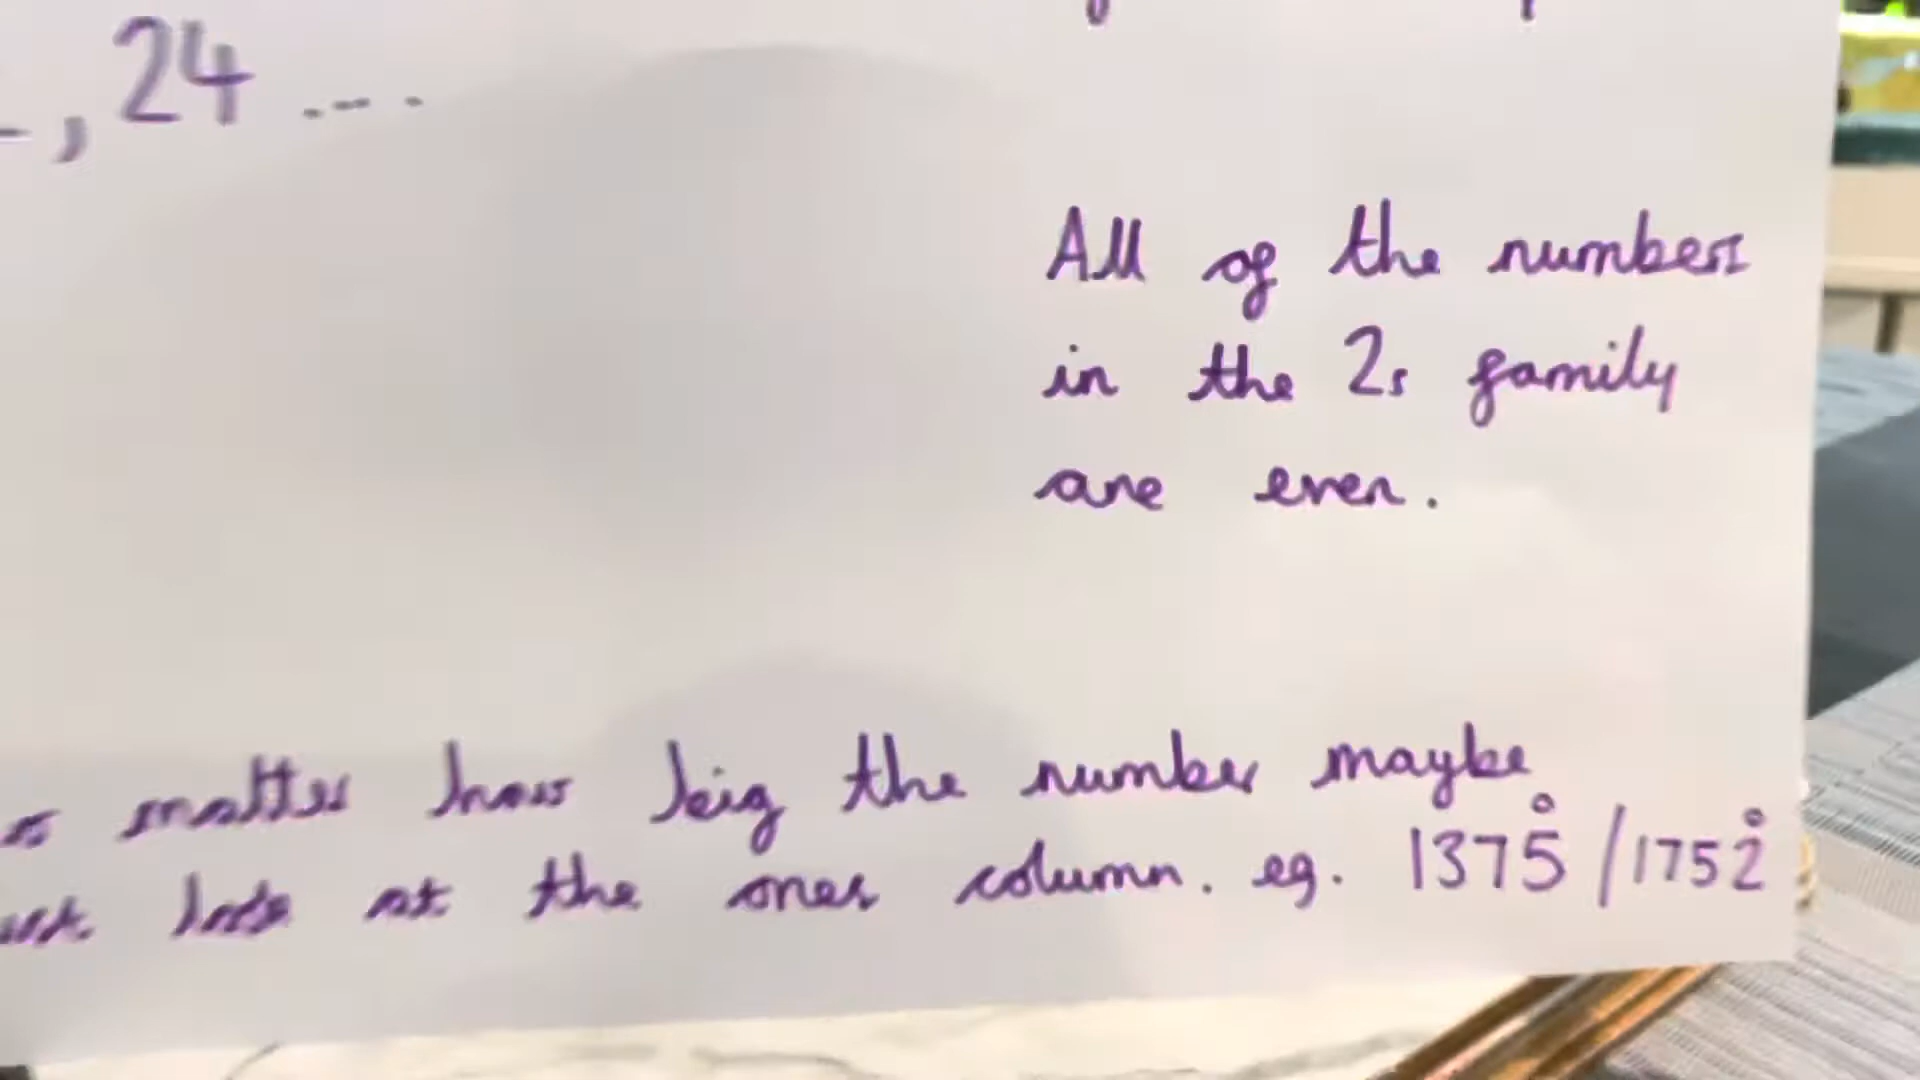 , 24 ....
All of the numbers
in the 2s family
are even.
matter how big the number maybe
look at the ones column. eg. 1375 / 1752